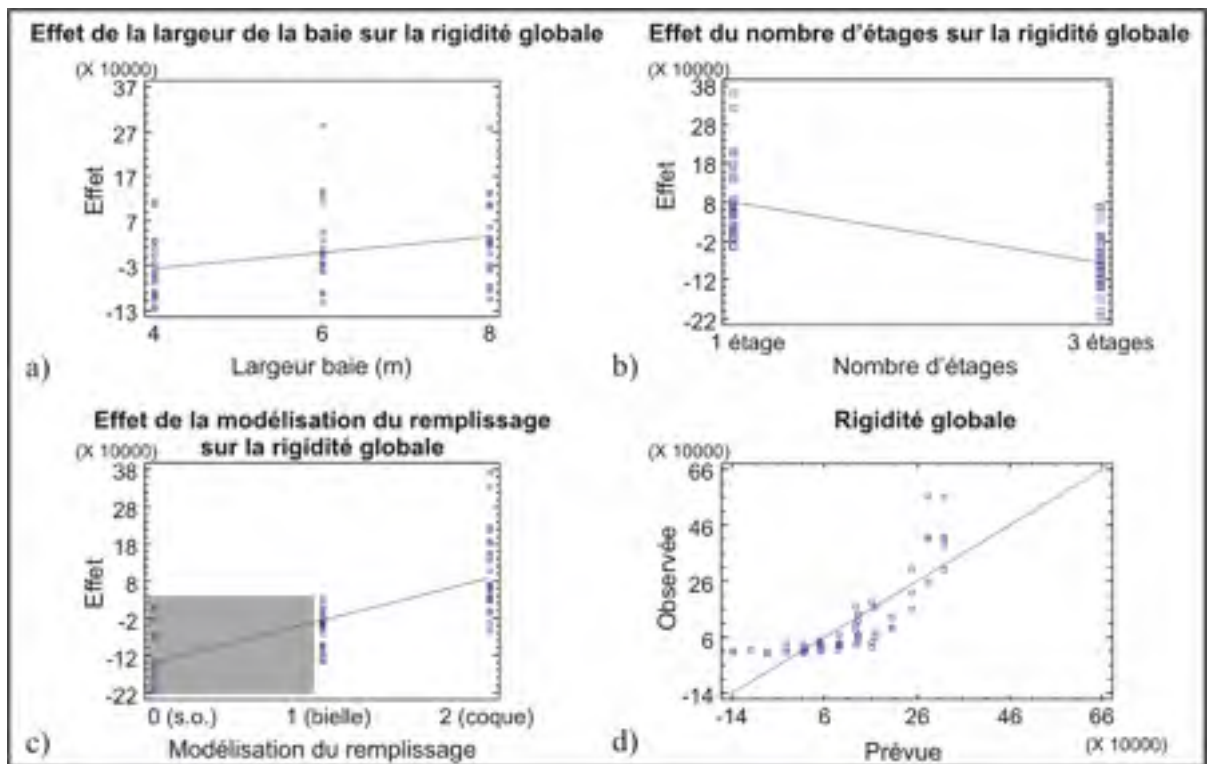 Effet de la largeur de la baie sur la rigidité globale
(X 10000)
37
27
17
7
-3
-13
Effet
4
6
8
a)
Largeur baie (m)
Effet du nombre d'étages sur la rigidité globale
(X 10000)
38
28
18
8
-2
-12
-22
Effet
1 étage
3 étages
b)
Nombre d'étages
Effet de la modélisation du remplissage
sur la rigidité globale
(X 10000)
38
28
18
8
-2
-12
-22
Effet
0 (s.o.)
1 (bielle)
2 (coque)
c)
Modélisation du remplissage
Rigidité globale
(X 10000)
66
46
26
6
-14
Observée
-14
6
26
46
66
d)
Prévue
(X 10000)